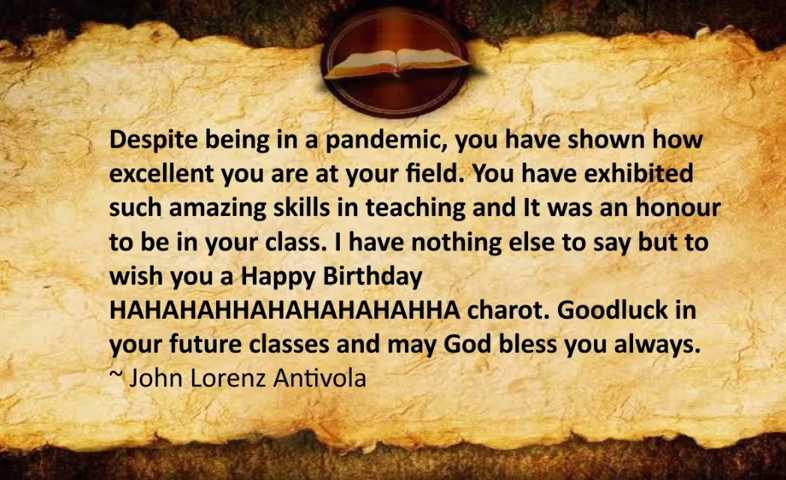 Despite being in a pandemic, you have shown how
excellent you are at your field. You have exhibited
such amazing skills in teaching and It was an honour
to be in your class. I have nothing else to say but to
wish you a Happy Birthday
HAHAHAHHAHAHAHAHAHAHHA charot. Goodluck in
your future classes and may God bless you always.
~ John Lorenz Antivola